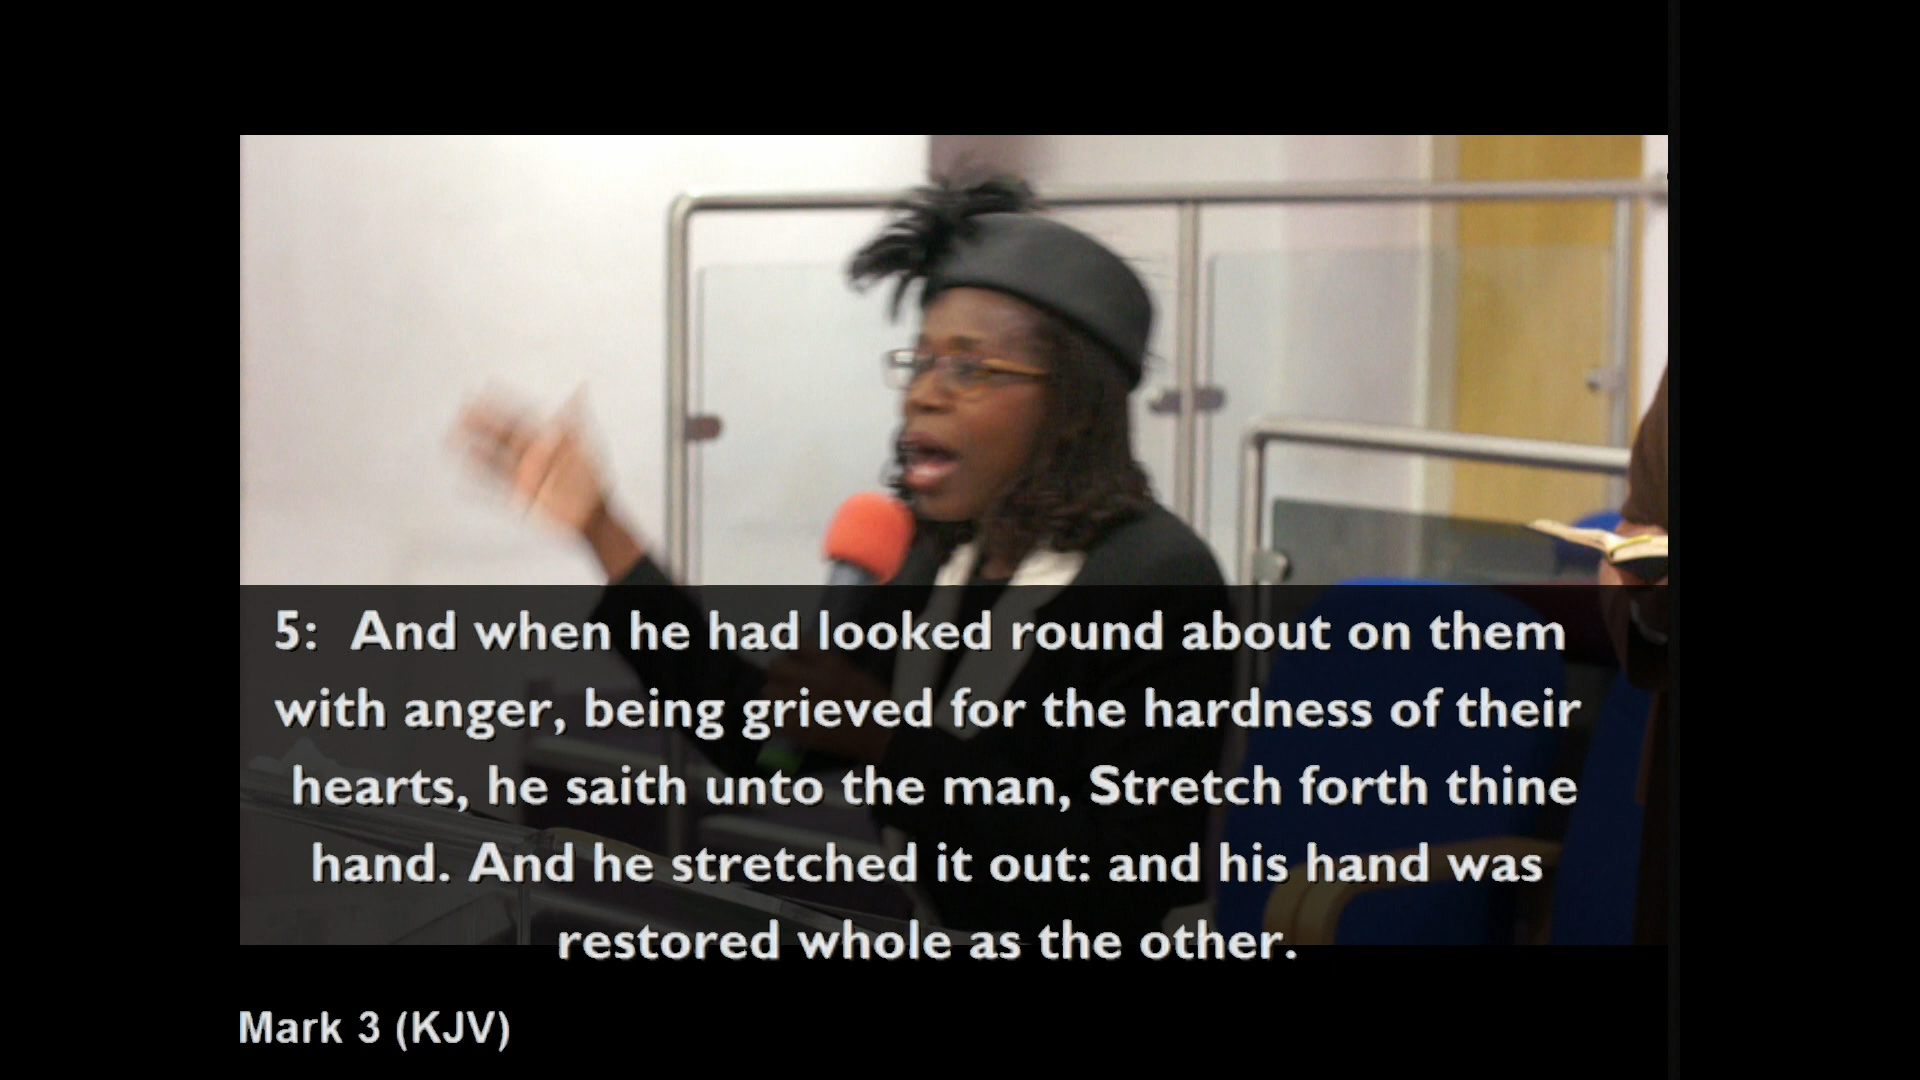 5: And when he had looked round about on them
with anger, being grieved for the hardness of their
hearts, he saith unto the man, Stretch forth thine
hand. And he stretched it out: and his hand was
restored whole as the other.
Mark 3 (KJV)